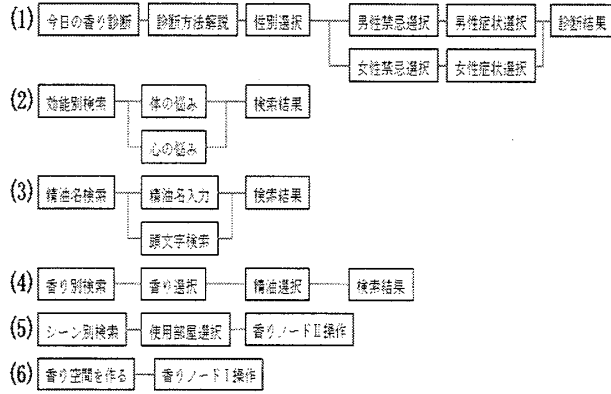 (1) 今日の香り診断 診断方法解説 性別選択 男性禁忌選択 男性症状選択 診断結果
女性禁忌選択 女性症状選択
(2) 効能別検索 体の悩み 検索結果
心の悩み
(3) 精油名検索 精油名入力 検索結果
頭文字検索
(4) 香り別検索 香り選択 精油選択 検索結果
(5) シーン別検索 使用部屋選択 香りノードⅡ操作
(6) 香り空間を作る 香りノードⅠ操作